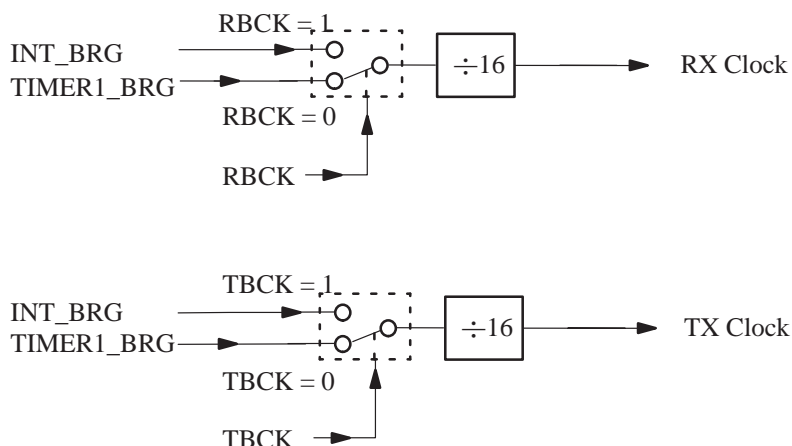 RBCK = 1
INT_BRG
TIMER1_BRG
÷16
RX Clock
RBCK = 0
RBCK
TBCK = 1
INT_BRG
TIMER1_BRG
÷16
TX Clock
TBCK = 0
TBCK